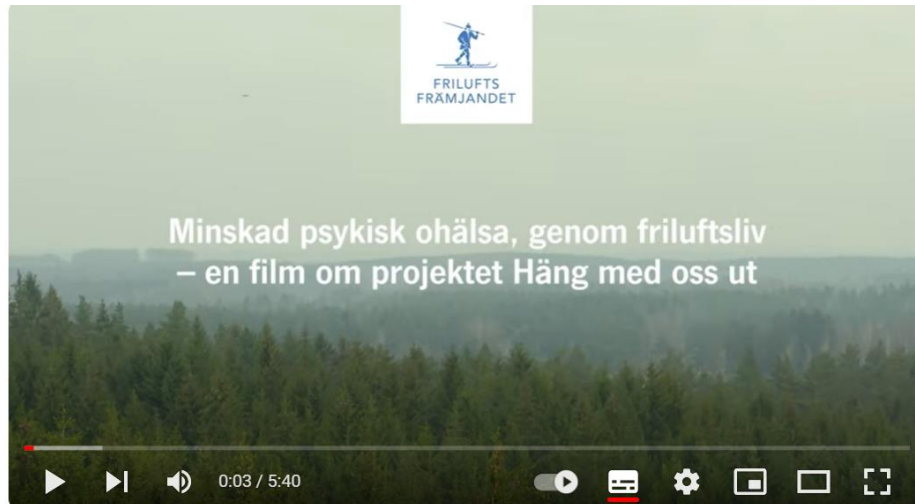 FRILUFTS
FRÄMJANDET
Minskad psykisk ohälsa, genom friluftsliv
– en film om projektet Häng med oss ut
0:03 / 5:40